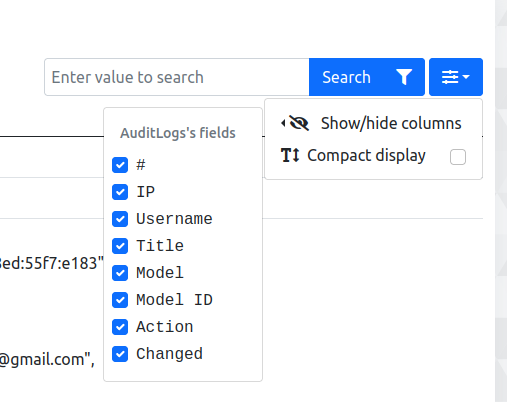 Enter value to search
Search
Show/hide columns
Compact display
AuditLogs's fields
#
IP
Username
Title
Model
Model ID
Action
Changed
ed:55f7:e183"
@gmail.com",